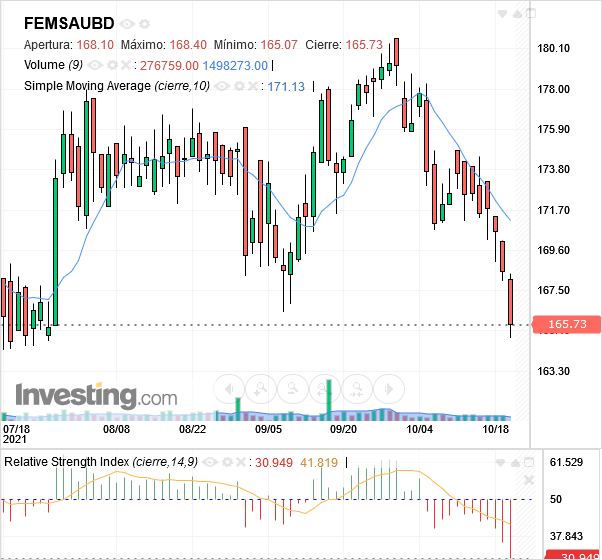 FEMSAUBD
Apertura: 168.10 Máximo: 168.40 Mínimo: 165.07 Cierre: 165.73
Volume (9) 276759.00 1498273.00
Simple Moving Average (cierre,10) 171.13
180.10
178.00
175.90
173.80
171.70
169.60
167.50
165.73
163.30
Investing.com
07/18 08/08 08/22 09/05 09/20 10/04 10/18
2021
Relative Strength Index (cierre,14,9) 30.949 41.819
61.529
50
37.843
30.949